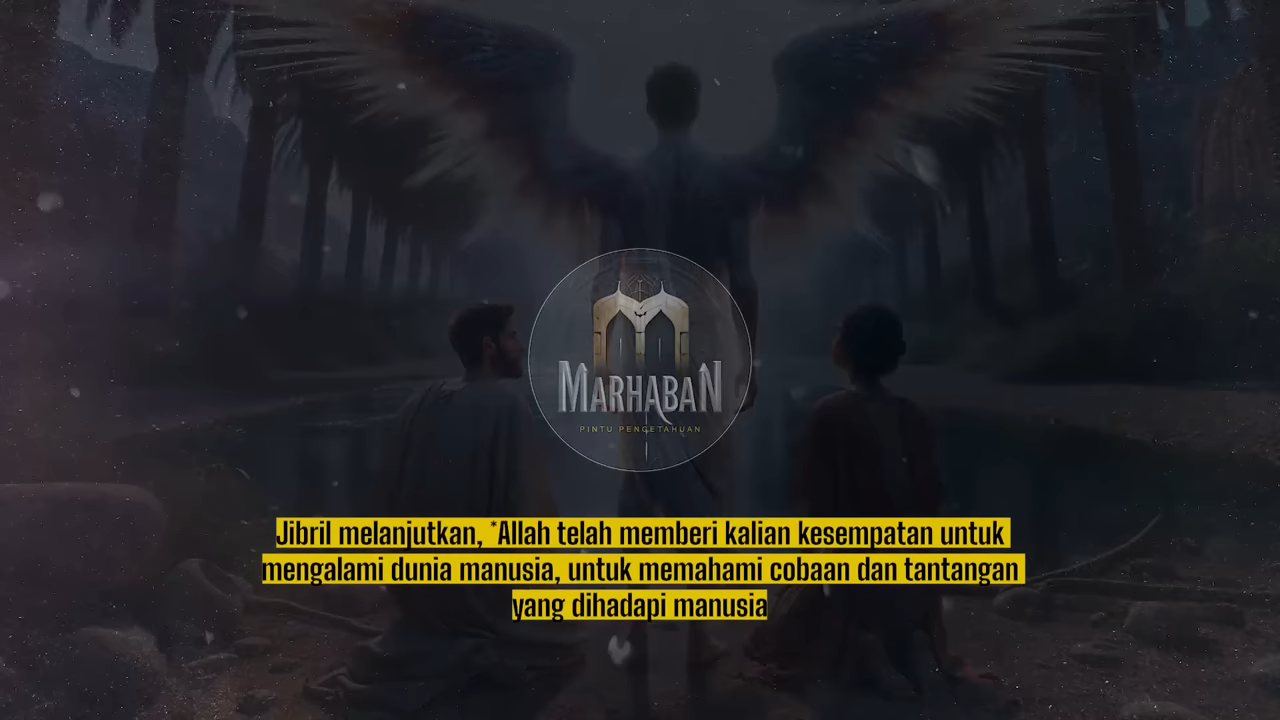 MARHABAN
PINTU PENGETAHUAN
Jibril melanjutkan, *Allah telah memberi kalian kesempatan untuk
mengalami dunia manusia, untuk memahami cobaan dan tantangan
yang dihadapi manusia